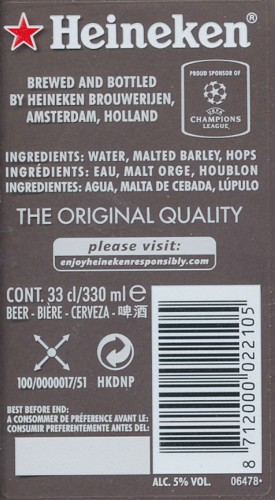 Heineken®
BREWED AND BOTTLED
BY HEINEKEN BROUWERIJEN,
AMSTERDAM, HOLLAND
PROUD SPONSOR OF
UEFA
CHAMPIONS
LEAGUE
INGREDIENTS: WATER, MALTED BARLEY, HOPS
INGRÉDIENTS: EAU, MALT ORGE, HOUBLON
INGREDIENTES: AGUA, MALTA DE CEBADA, LÚPULO
THE ORIGINAL QUALITY
please visit:
enjoyheinekenresponsibly.com
CONT. 33 cl/330 ml e
BEER - BIÈRE - CERVEZA - 啤酒
100/0000017/51
HKDNP
BEST BEFORE END:
A CONSOMMER DE PRÉFERENCE AVANT LE:
CONSUMIR PREFERENTEMENTE ANTES DEL:
8 712000 022105
ALC. 5% VOL.
06478